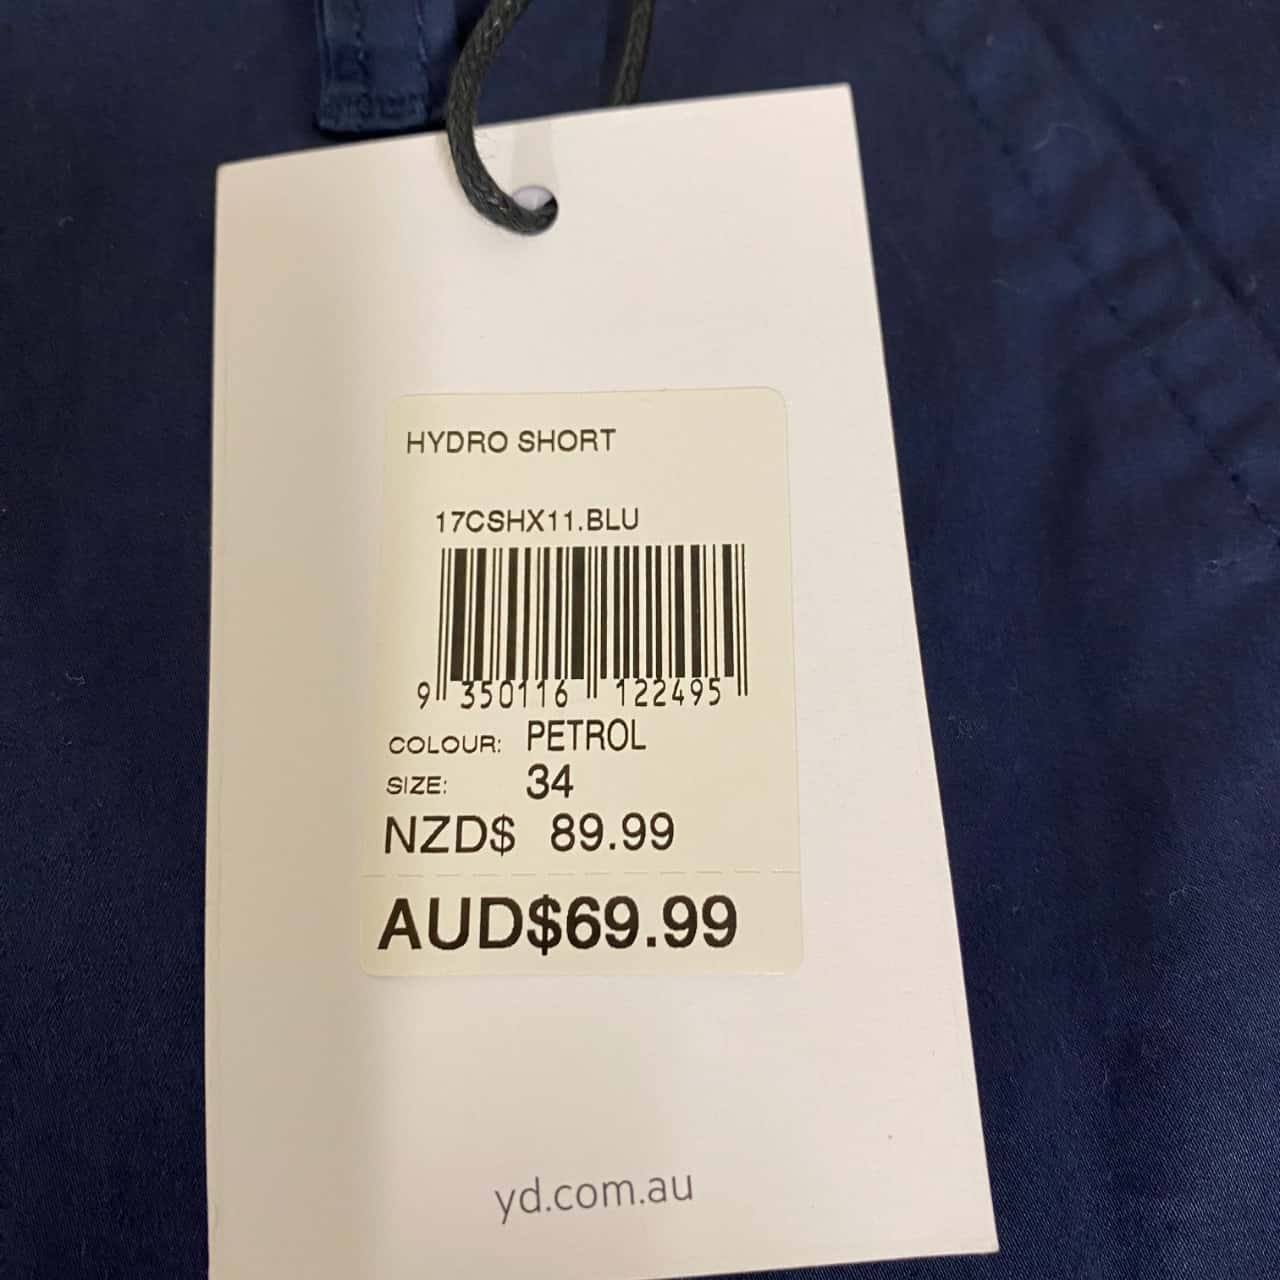 HYDRO SHORT
17CSHX11.BLU
9 350116 122495
COLOUR: PETROL
SIZE: 34
NZD$ 89.99
AUD$69.99
yd.com.au